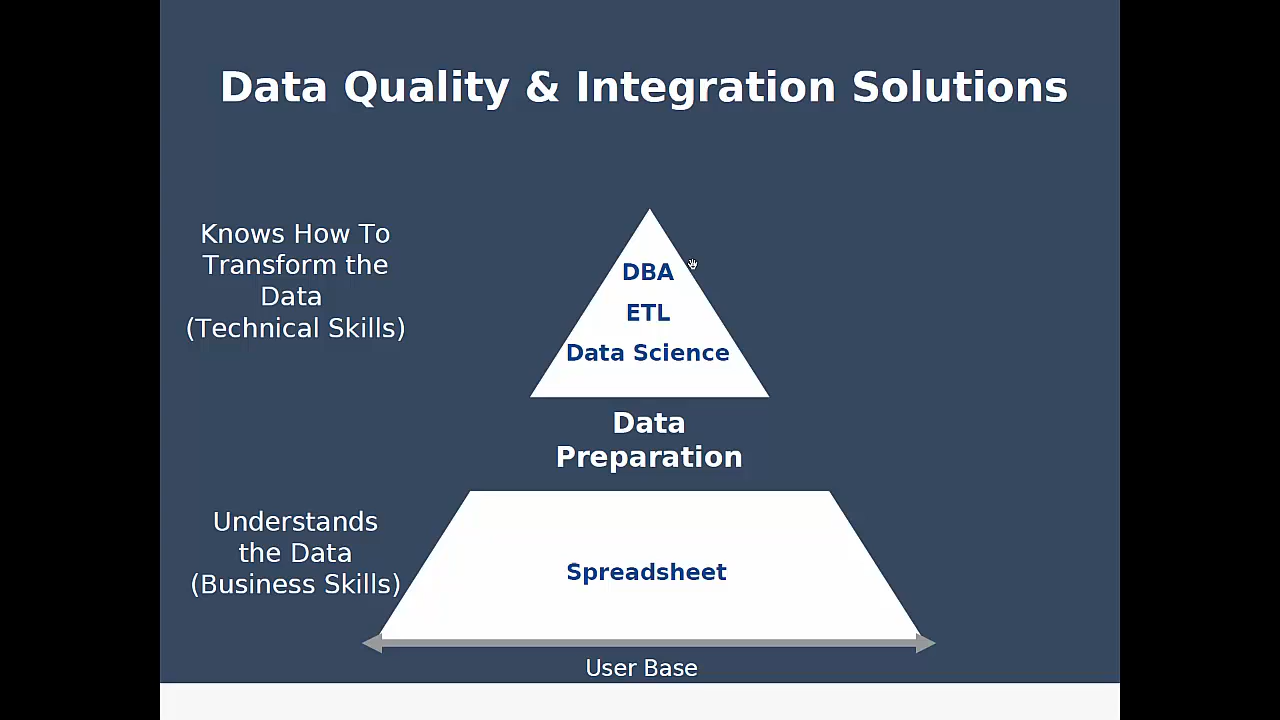 Data Quality & Integration Solutions
Knows How To
Transform the
Data
(Technical Skills)
DBA
ETL
Data Science
Data
Preparation
Understands
the Data
(Business Skills)
Spreadsheet
User Base